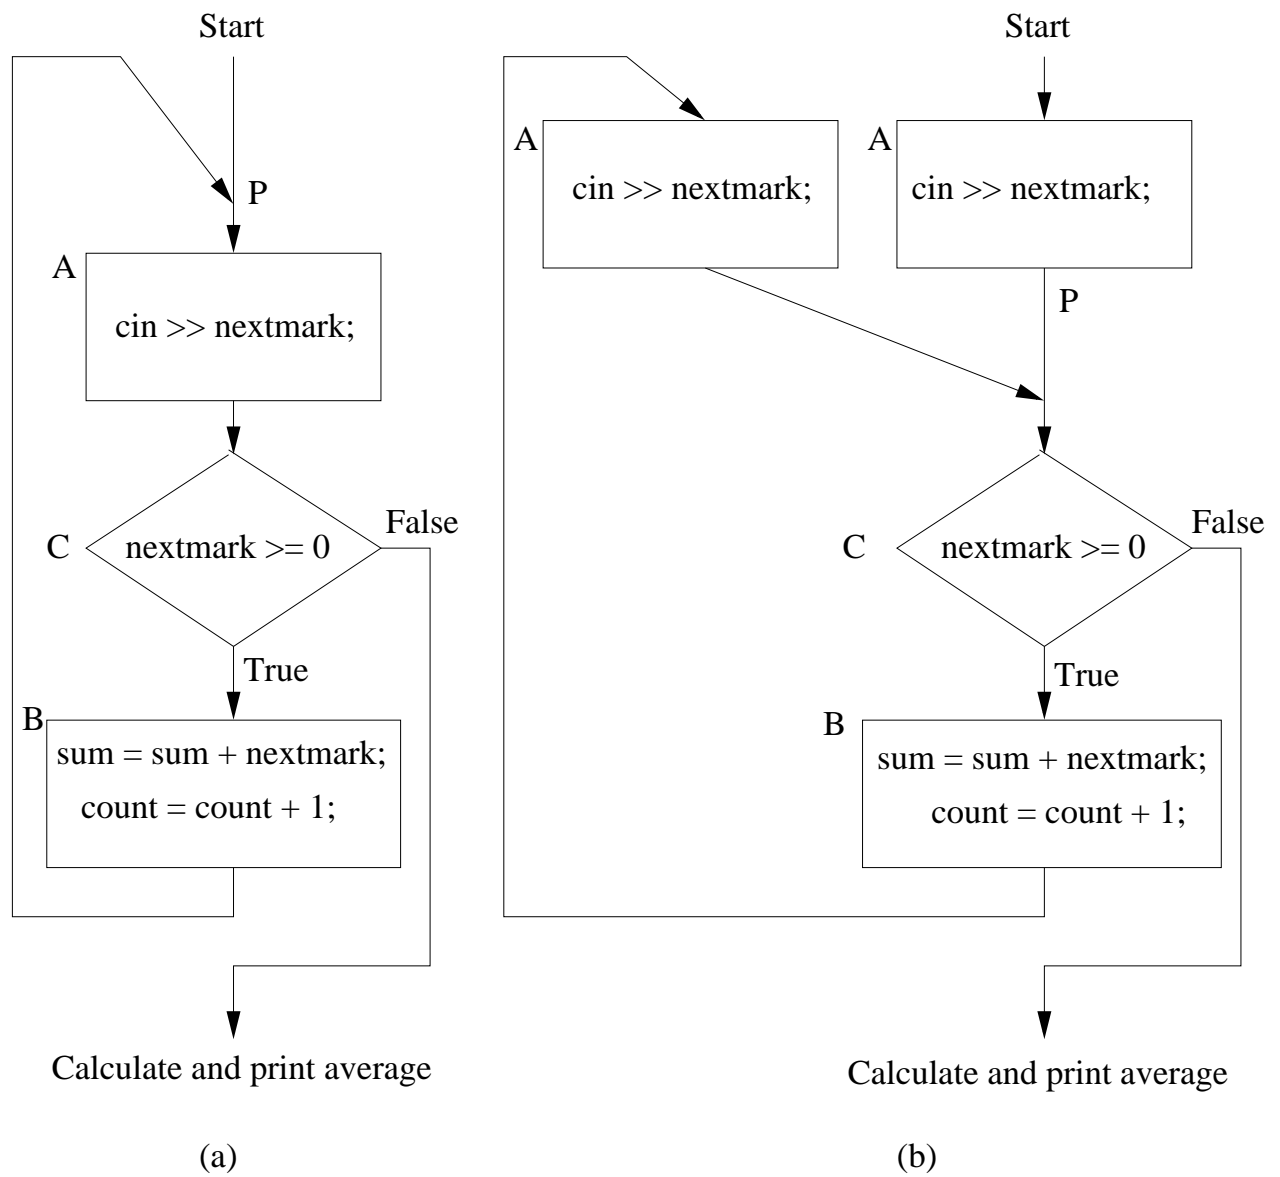 Start
P
A
cin >> nextmark;
C
nextmark >= 0
False
True
B
sum = sum + nextmark;
count = count + 1;
Calculate and print average
(a)
Start
A
cin >> nextmark;
A
cin >> nextmark;
P
C
nextmark >= 0
False
True
B
sum = sum + nextmark;
count = count + 1;
Calculate and print average
(b)